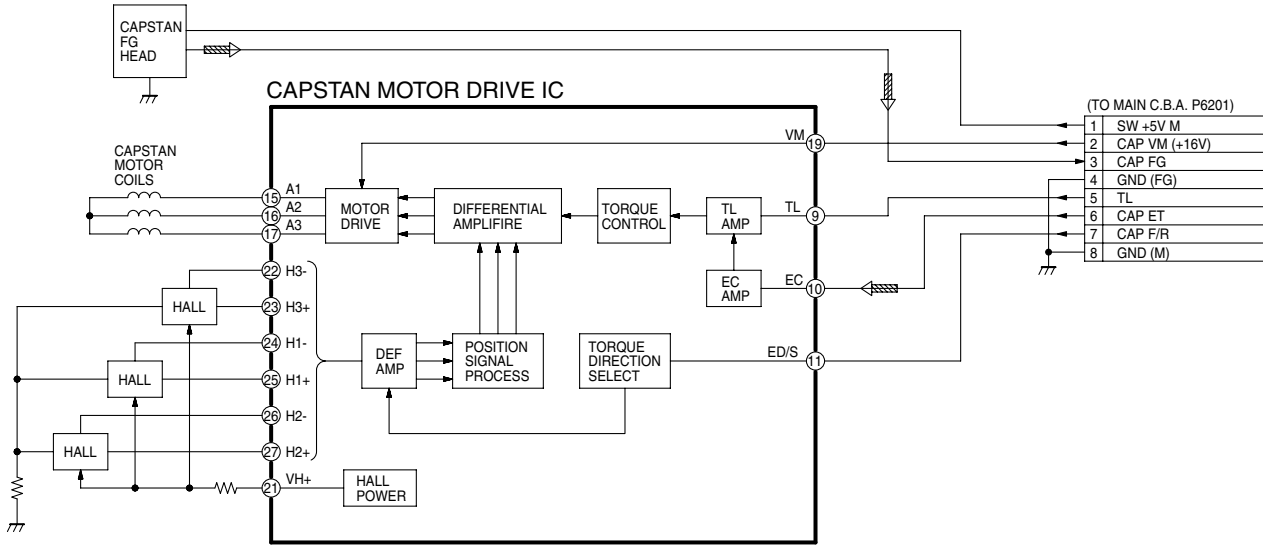 CAPSTAN
FG
HEAD
CAPSTAN MOTOR DRIVE IC
(TO MAIN C.B.A. P6201)
1 SW +5V M
2 CAP VM (+16V)
3 CAP FG
4 GND (FG)
5 TL
6 CAP ET
7 CAP F/R
8 GND (M)
VM 19
CAPSTAN
MOTOR
COILS
15 A1
16 A2
17 A3
MOTOR
DRIVE
DIFFERENTIAL
AMPLIFIRE
TORQUE
CONTROL
TL
AMP
TL 9
EC
AMP
EC 10
22 H3-
HALL
23 H3+
24 H1-
HALL
25 H1+
26 H2-
HALL
27 H2+
DEF
AMP
POSITION
SIGNAL
PROCESS
TORQUE
DIRECTION
SELECT
ED/S 11
21 VH+
HALL
POWER